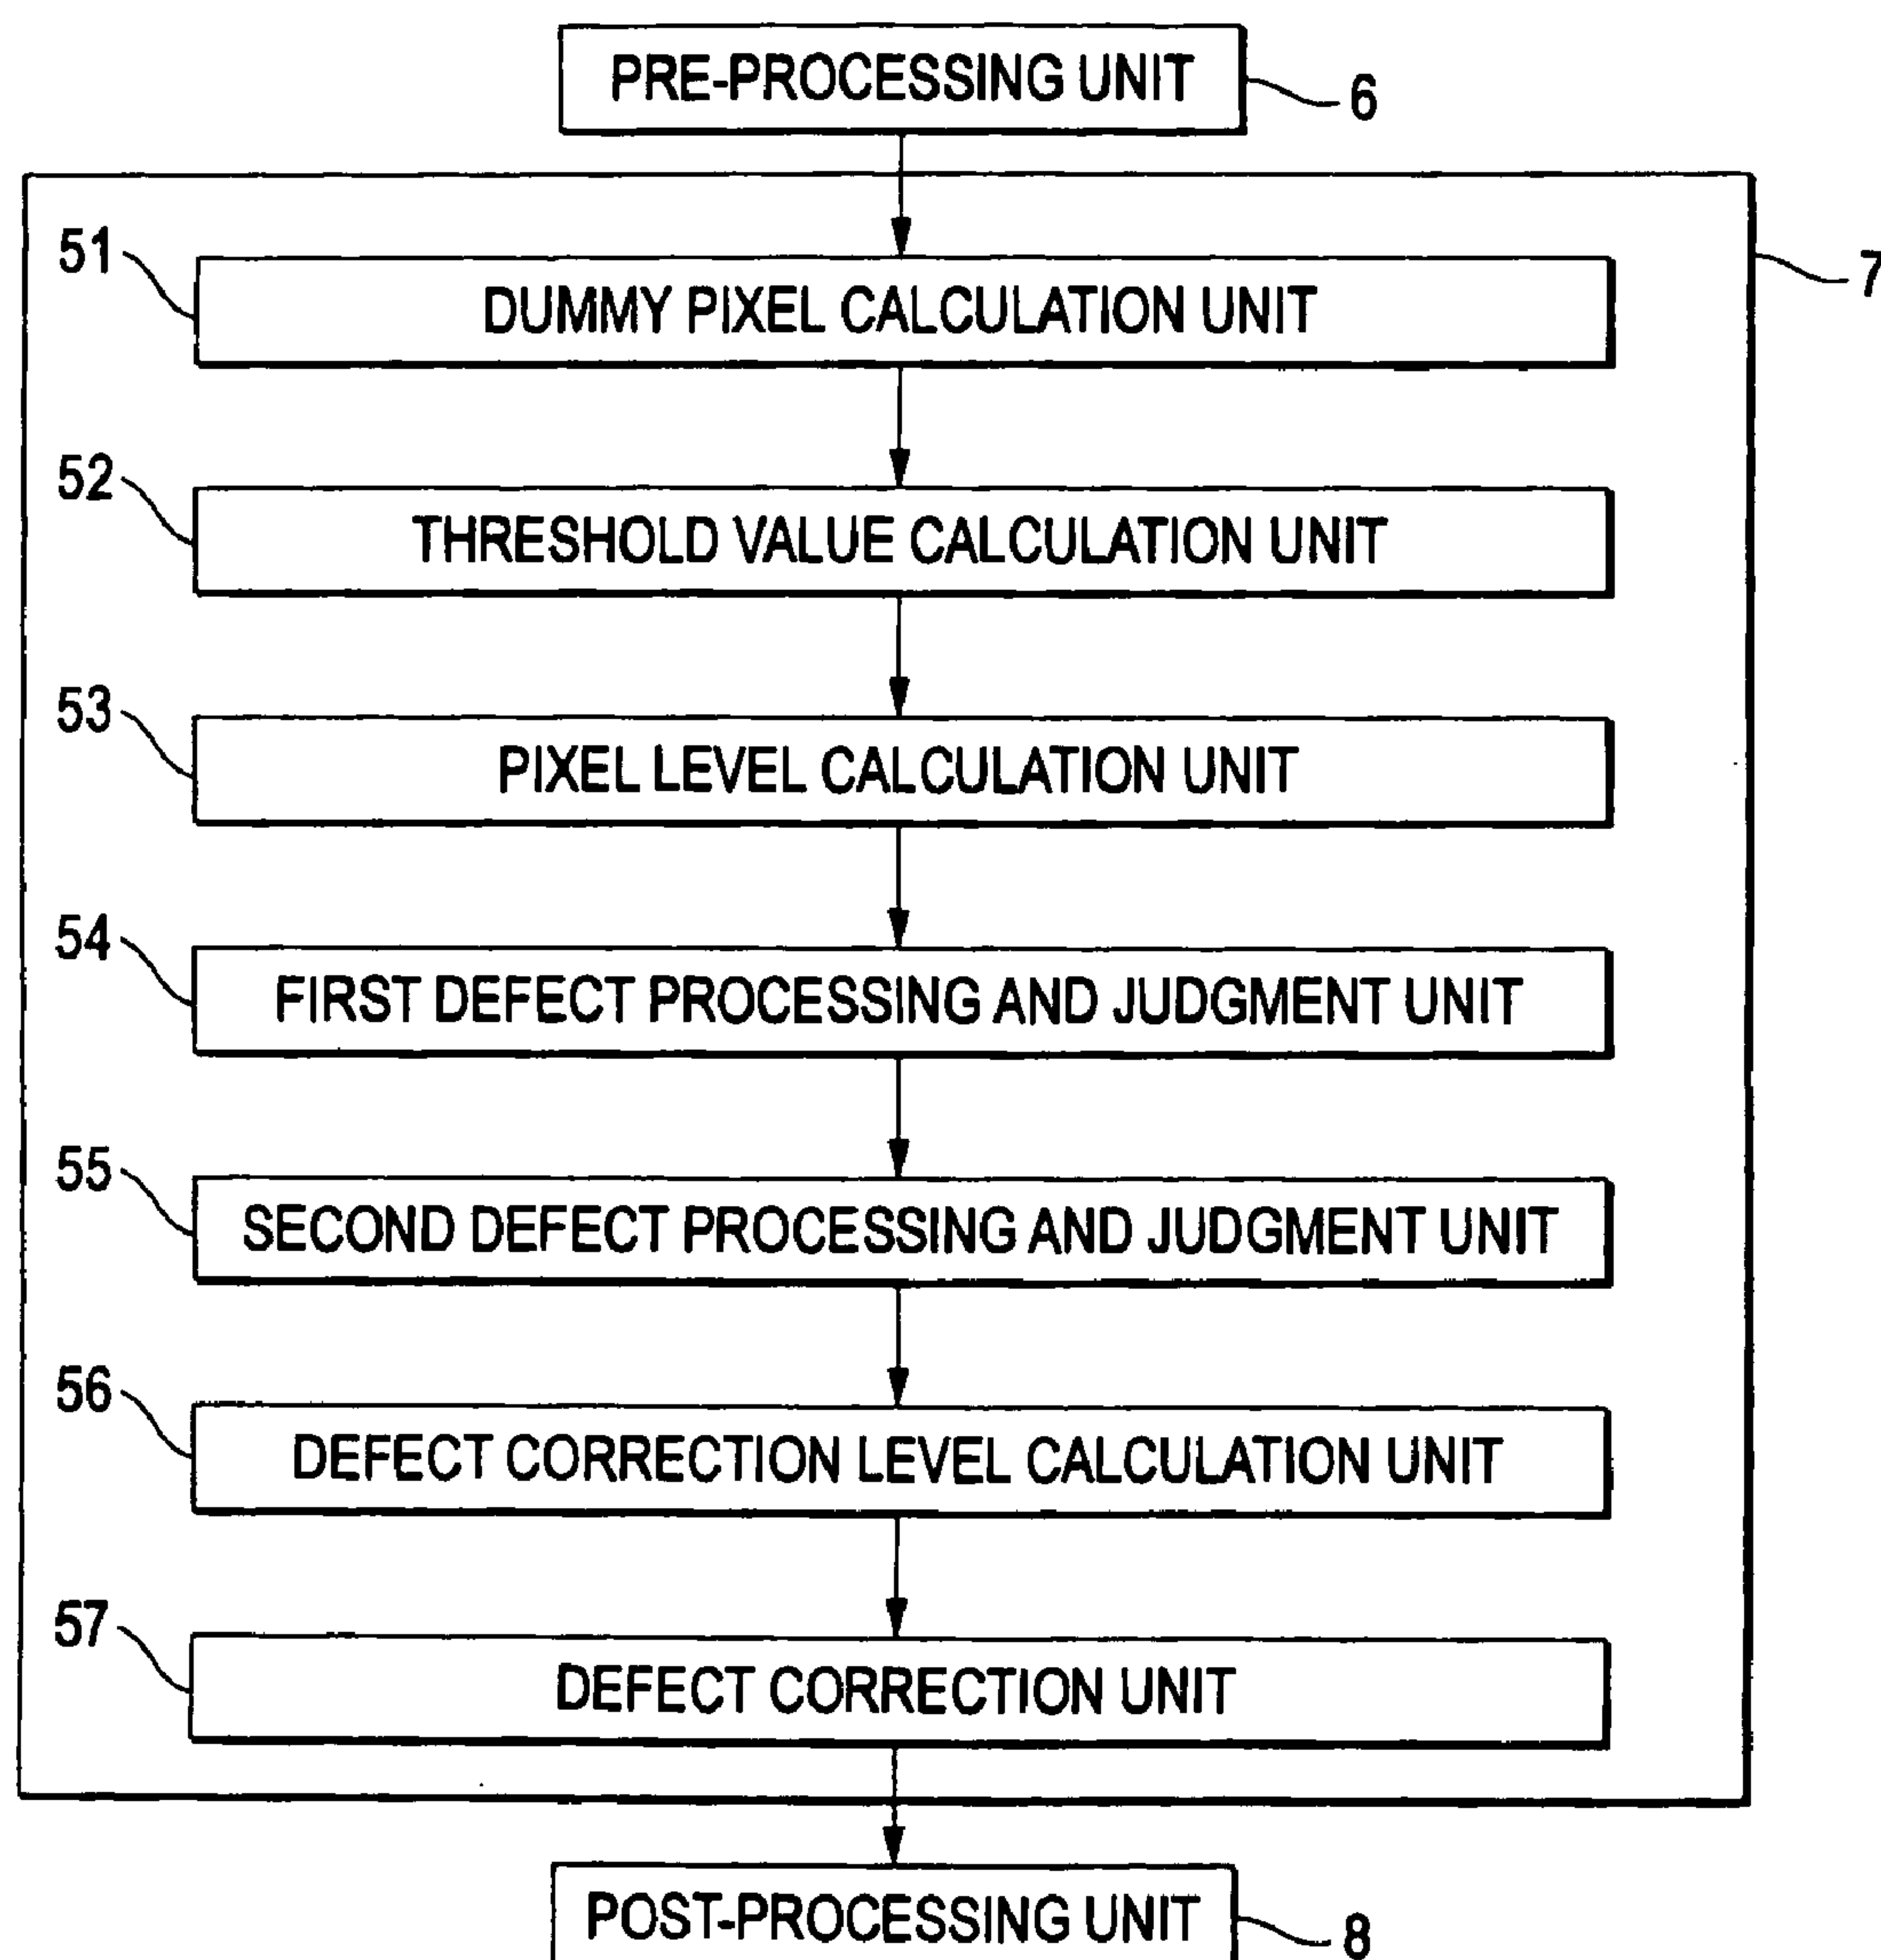 PRE-PROCESSING UNIT
6
7
51
DUMMY PIXEL CALCULATION UNIT
52
THRESHOLD VALUE CALCULATION UNIT
53
PIXEL LEVEL CALCULATION UNIT
54
FIRST DEFECT PROCESSING AND JUDGMENT UNIT
55
SECOND DEFECT PROCESSING AND JUDGMENT UNIT
56
DEFECT CORRECTION LEVEL CALCULATION UNIT
57
DEFECT CORRECTION UNIT
POST-PROCESSING UNIT
8